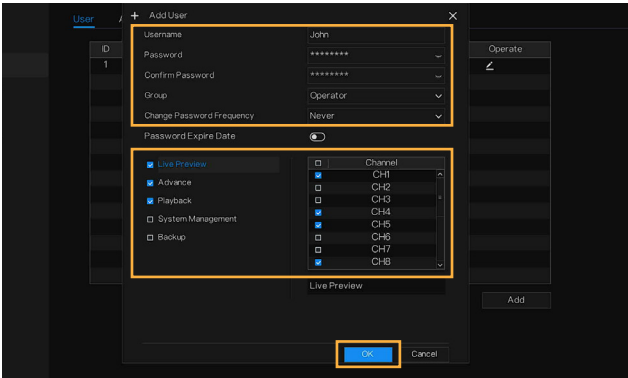 User
+ Add User
ID
Operate
1
Username John
Password ********
Confirm Password ********
Group Operator
Change Password Frequency Never
Password Expire Date
Live Preview
Advance
Playback
System Management
Backup
Channel
CH1
CH2
CH3
CH4
CH5
CH6
CH7
CH8
Live Preview
Add
OK Cancel